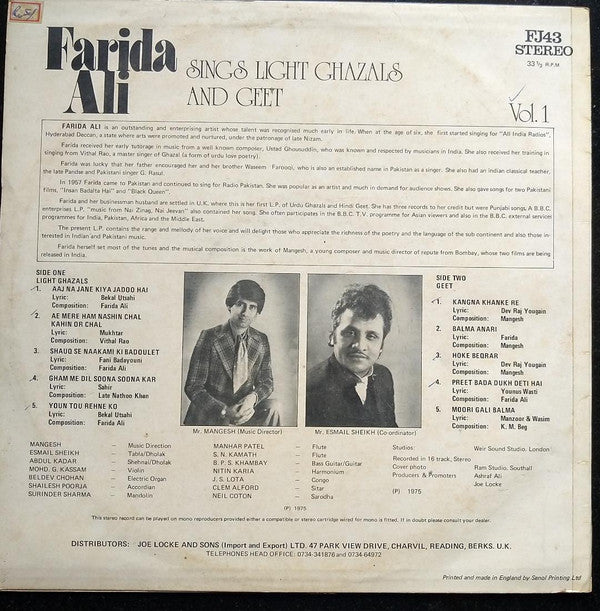 Rs 50/-
FJ43
STEREO
33 ⅓ R.P.M
Farida
Ali
SINGS LIGHT GHAZALS
AND GEET
Vol. 1
FARIDA ALI is an outstanding and enterprising artist whose talent was recognised much early in life. When at the age of six, she first started singing for "All India Radios",
Hyderabad Deccan, a state where arts were promoted and nurtured, under the patronage of late Nizam.
Farida received her early tutorage in music from a well known composer, Ustad Ghousuddin, who was known and respected by musicians in India. She also received her training in
singing from Vithal Rao, a master singer of Ghazal (a form of urdu love poetry).
Farida was lucky that her father encouraged her and her brother Waseem Farooqi, who is also an established name in Pakistan as a singer. She also had an Indian classical teacher,
the late Pandae and Pakistani singer G. Rasul.
In 1957 Farida came to Pakistan and continued to sing for Radio Pakistan. She was popular as an artist and much in demand for audience shows. She also gave songs for two Pakistani
films, "Insan Badalta Hai" and "Black Queen".
Farida and her businessman husband are settled in U.K. where this is her first L.P. of Urdu Ghazals and Hindi Geet. She has three records to her credit but were Punjabi songs. A B.B.C.
enterprises L.P. "music from Nai Zinag, Nai Jeevan" also contained her song. She often participates in the B.B.C. T.V. programme for Asian viewers and also in the B.B.C. external services
programmes for India, Pakistan, Africa and the Middle East.
The present L.P. contains the range and mellody of her voice and will delight those who appreciate the richness of the poetry and the language of the sub continent and also those in-
terested in Indian and Pakistani music.
Farida herself set most of the tunes and the musical composition is the work of Mangesh, a young composer and music director of repute from Bombay, whose two films are being
released in India.
SIDE ONE
LIGHT GHAZALS
1. AAJ NA JANE KIYA JADOO HAI
Lyric: Bekal Utsahi
Composition: Farida Ali
2. AE MERE HAM NASHIN CHAL
KAHIN OR CHAL
Lyric: Mukhtar
Composition: Vithal Rao
3. SHAUQ SE NAAKAMI KI BADOULET
Lyric: Fani Badayouni
Composition: Farida Ali
4. GHAM ME DIL SOONA SOONA KAR
Lyric: Sahir
Composition: Late Nathoo Khan
5. YOUN TOU REHNE KO
Lyric: Bekal Utsahi
Composition: Farida Ali
Mr. MANGESH (Music Director)
Mr. ESMAIL SHEIKH (Co-ordinator)
SIDE TWO
GEET
1. KANGNA KHANKE RE
Lyric: Dev Raj Yougain
Composition: Mangesh
2. BALMA ANARI
Lyric: Farida
Composition: Mangesh
3. HOKE BEQRAR
Lyric: Dev Raj Yougain
Composition: Mangesh
4. PREET BADA DUKH DETI HAI
Lyric: Younus Wasti
Composition: Farida Ali
5. MOORI GALI BALMA
Lyric: Manzoor & Wasim
Composition: K. M. Beg
MANGESH – Music Direction
ESMAIL SHEIKH – Tabla/Dholak
ABDUL KADAR – Shehnai/Dholak
MOHD. G. KASSAM – Violin
BELDEV CHOHAN – Electric Organ
SHAILESH POORJA – Accordian
SURINDER SHARMA – Mandolin
MANHAR PATEL – Flute
S. N. KAMATH – Flute
B. P. S. KHAMBAY – Bass Guitar/Guitar
NITIN KARIA – Harmonium
J. S. LOTA – Congo
CLEM ALFORD – Sitar
NEIL COTON – Sarodha
Studios: Weir Sound Studio, London
Recorded in 16 track, Stereo
Cover photo Ram Studio, Southall
Producers & Promoters Ashraf Ali
Joe Locke
(P) 1975
(P) 1975
This stereo record can be played on mono reproducers provided either a compatible or stereo cartridge wired for mono is fitted. If in doubt please consult your dealer.
DISTRIBUTORS: JOE LOCKE AND SONS (Import and Export) LTD. 47 PARK VIEW DRIVE, CHARVIL, READING, BERKS. U.K.
TELEPHONES HEAD OFFICE: 0734-341876 and 0734-64972
Printed and made in England by Senol Printing Ltd